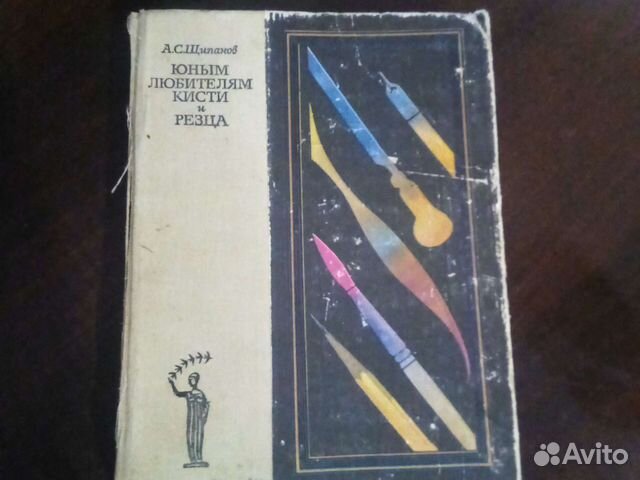 А.С.Щипанов
ЮНЫМ
ЛЮБИТЕЛЯМ
КИСТИ
и
РЕЗЦА
Avito